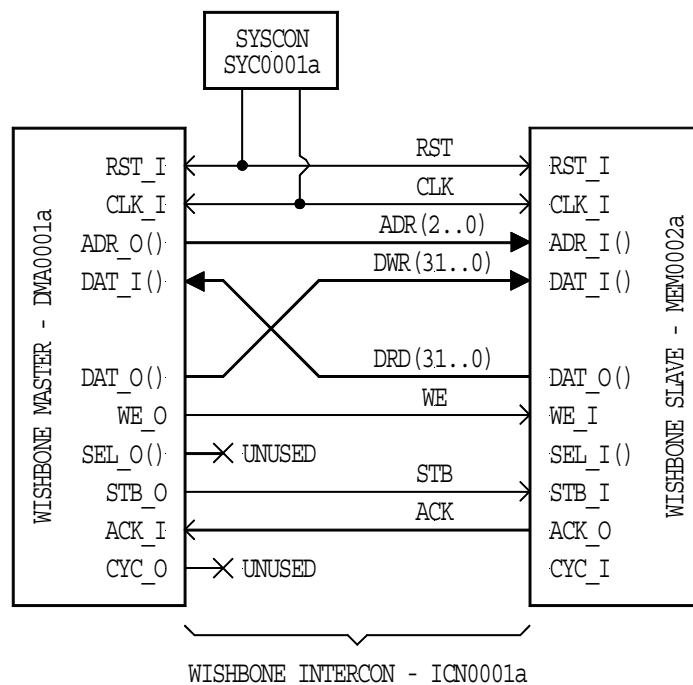 SYSCON
SYC0001a
RST
RST_I
RST_I
CLK
CLK_I
CLK_I
ADR(2..0)
ADR_O()
ADR_I()
DWR(31..0)
DAT_I()
DAT_I()
DRD(31..0)
DAT_O()
DAT_O()
WE
WE_O
WE_I
SEL_O()
UNUSED
SEL_I()
STB
STB_O
STB_I
ACK
ACK_I
ACK_O
CYC_O
UNUSED
CYC_I
WISHBONE MASTER - DMA0001a
WISHBONE SLAVE - MEM0002a
WISHBONE INTERCON - ICN0001a